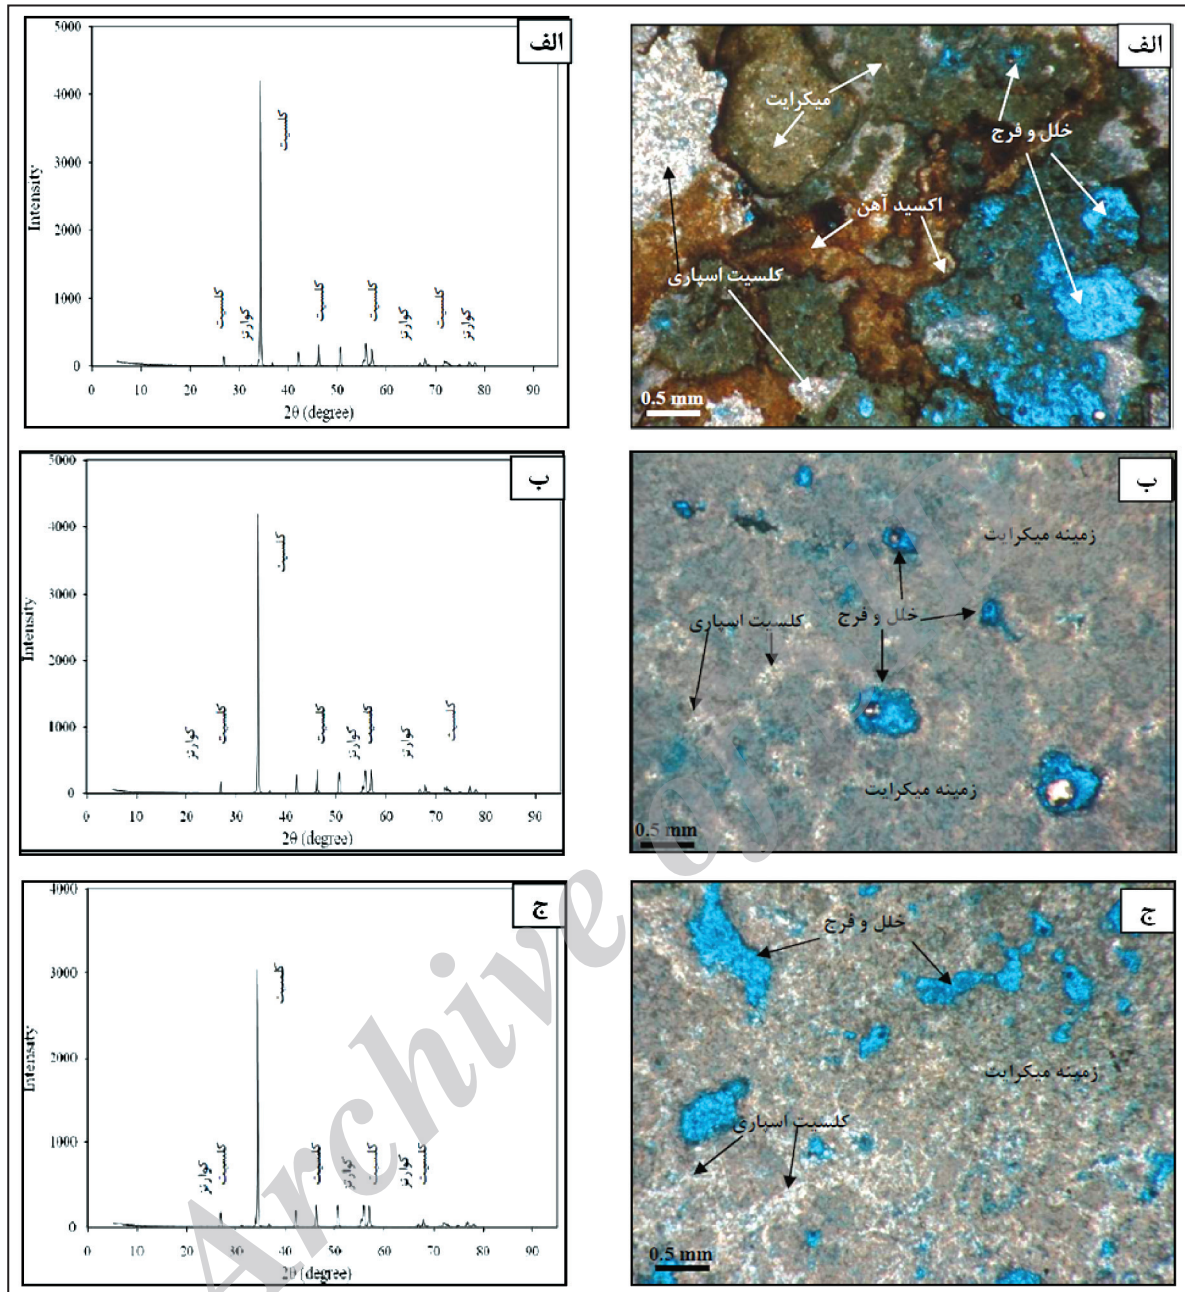 الف
میکرایت
خلل و فرج
اکسید آهن
کلسیت اسپاری
0.5 mm
الف
5000
4000
3000
2000
1000
0
Intensity
کلسیت
کلسیت
کوارتز
کلسیت
کلسیت
کوارتز
کلسیت
کوارتز
0 10 20 30 40 50 60 70 80 90
2θ (degree)
ب
زمینه میکرایت
خلل و فرج
کلسیت اسپاری
زمینه میکرایت
0.5 mm
ب
5000
4000
3000
2000
1000
0
Intensity
کلسیت
کوارتز
کلسیت
کلسیت
کوارتز
کلسیت
کوارتز
کلسیت
0 10 20 30 40 50 60 70 80 90
2θ (degree)
ج
خلل و فرج
زمینه میکرایت
کلسیت اسپاری
0.5 mm
ج
4000
3000
2000
1000
0
Intensity
کلسیت
کوارتز
کلسیت
کلسیت
کوارتز
کلسیت
کوارتز
کلسیت
0 10 20 30 40 50 60 70 80 90
2θ (degree)
Archive o